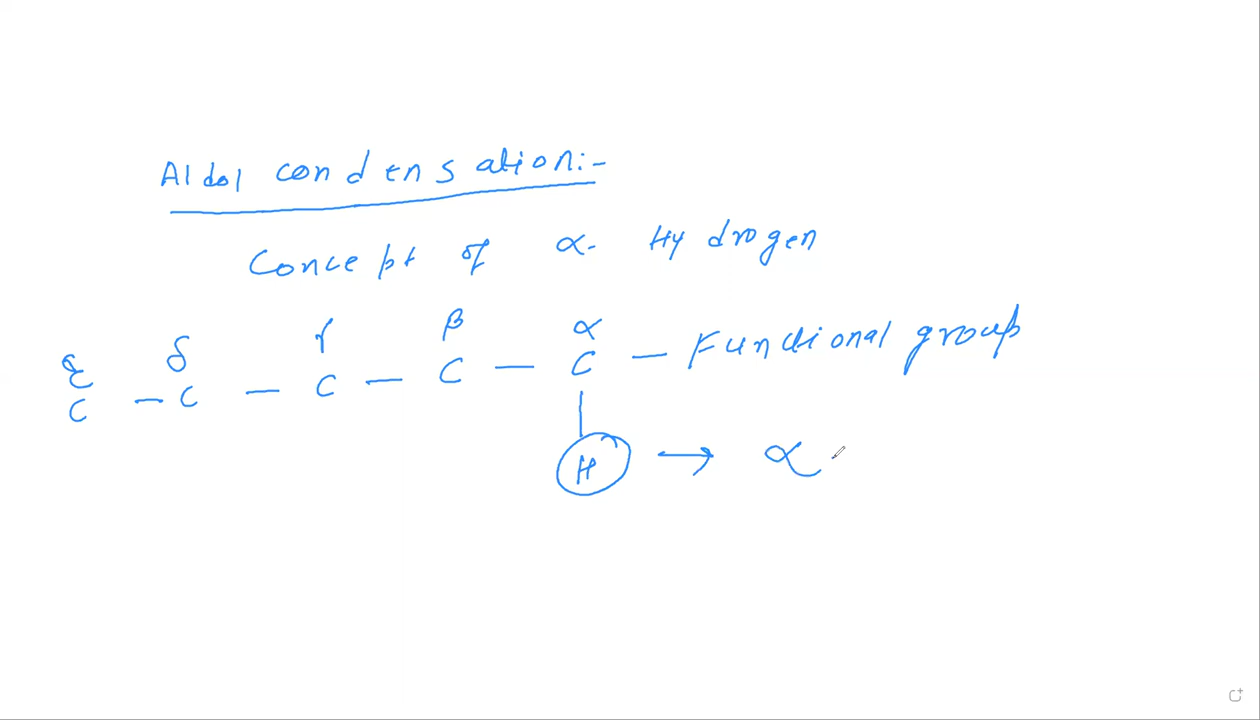 Aldol condensation:-
Concept of α- Hydrogen
ε δ γ β α
C - C - C - C - C - Functional group
H → α